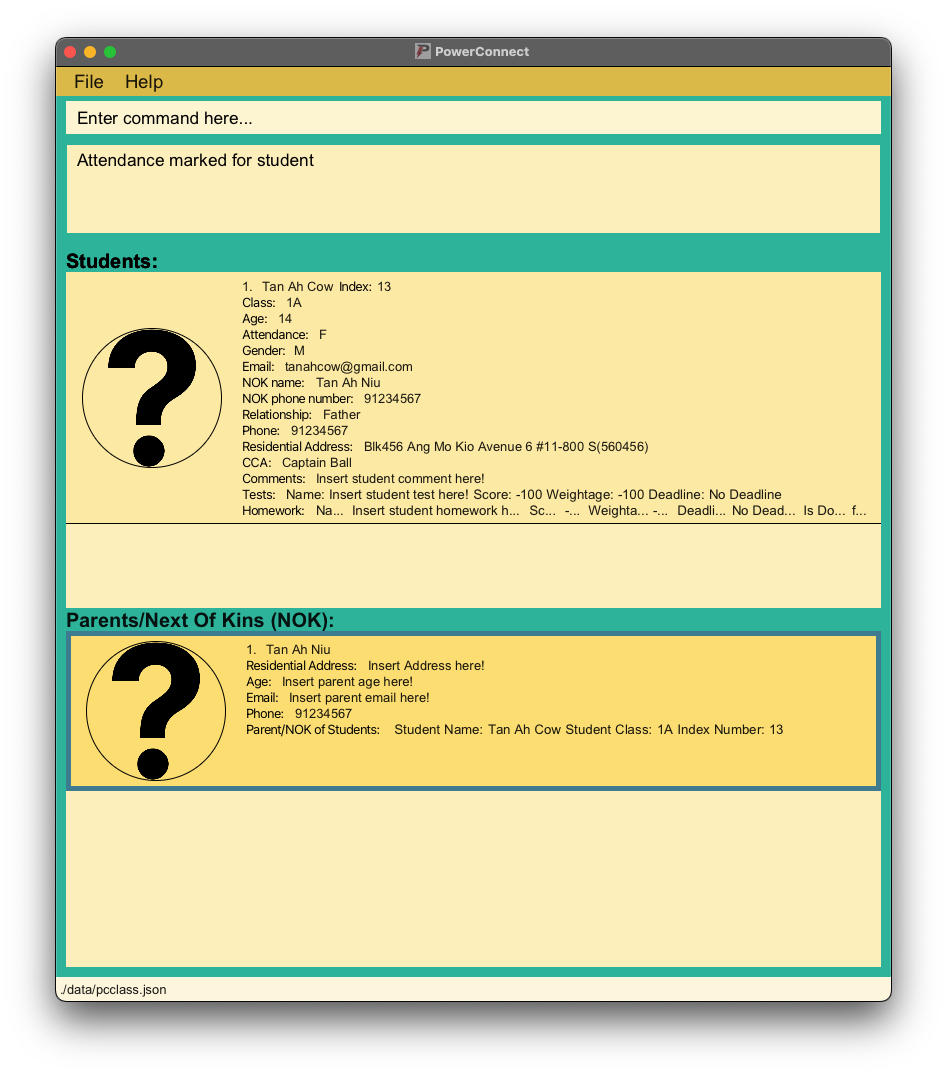 PowerConnect
File Help
Enter command here...
Attendance marked for student
Students:
1. Tan Ah Cow Index: 13
Class: 1A
Age: 14
Attendance: F
Gender: M
Email: tanahcow@gmail.com
NOK name: Tan Ah Niu
NOK phone number: 91234567
Relationship: Father
Phone: 91234567
Residential Address: Blk456 Ang Mo Kio Avenue 6 #11-800 S(560456)
CCA: Captain Ball
Comments: Insert student comment here!
Tests: Name: Insert student test here! Score: -100 Weightage: -100 Deadline: No Deadline
Homework: Na... Insert student homework h... Sc... -... Weighta... -... Deadli... No Dead... Is Do... f...
Parents/Next Of Kins (NOK):
1. Tan Ah Niu
Residential Address: Insert Address here!
Age: Insert parent age here!
Email: Insert parent email here!
Phone: 91234567
Parent/NOK of Students: Student Name: Tan Ah Cow Student Class: 1A Index Number: 13
./data/pcclass.json